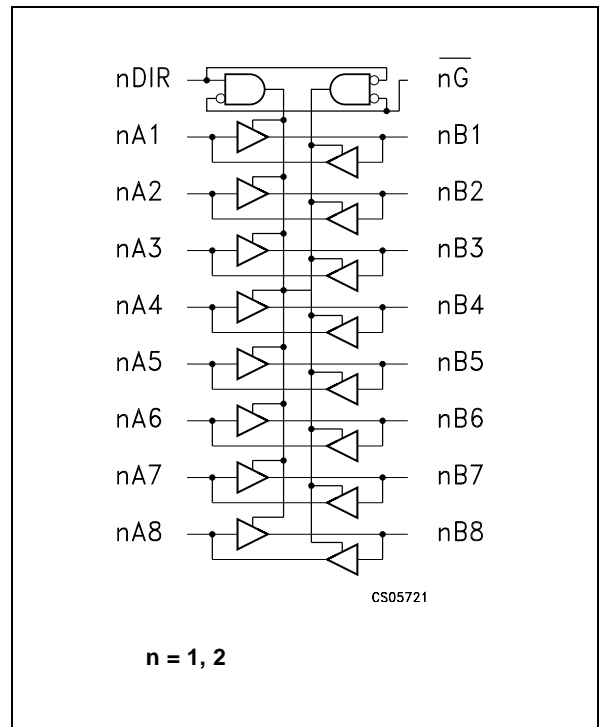 nDIR G̅
nA1 nB1
nA2 nB2
nA3 nB3
nA4 nB4
nA5 nB5
nA6 nB6
nA7 nB7
nA8 nB8
CS05721
n = 1, 2